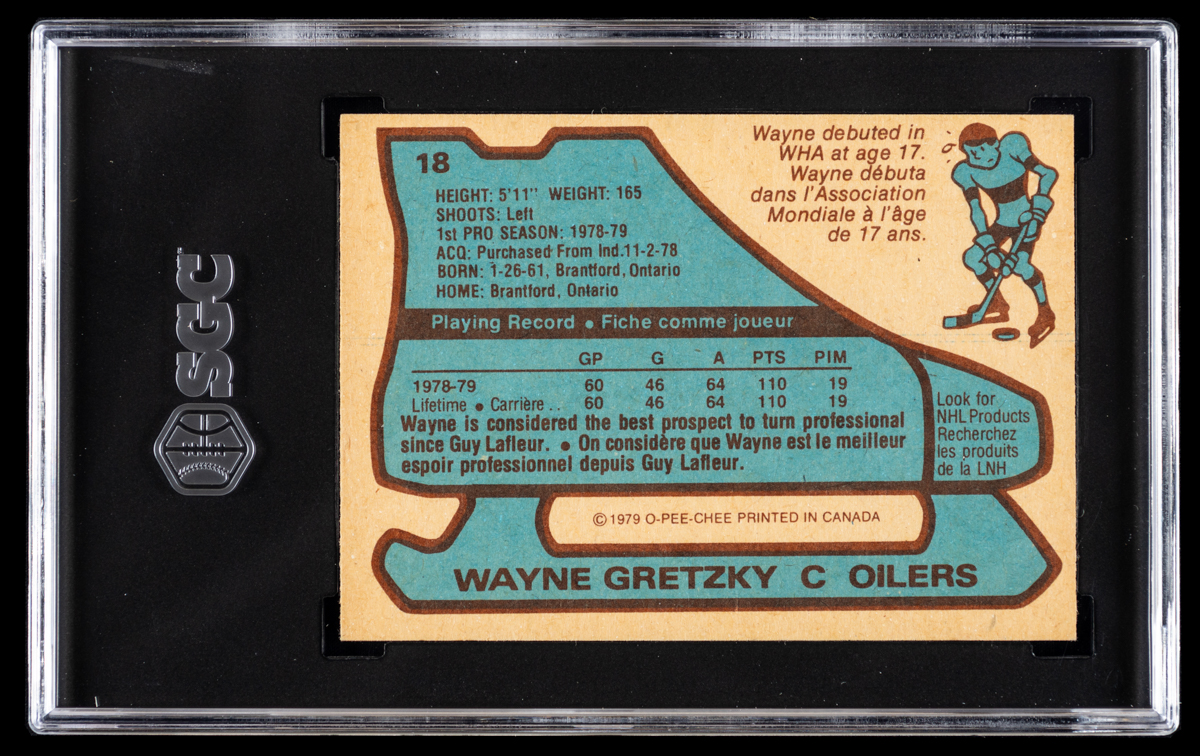 SGC
18
HEIGHT: 5'11" WEIGHT: 165
SHOOTS: Left
1st PRO SEASON: 1978-79
ACQ: Purchased From Ind.11-2-78
BORN: 1-26-61, Brantford, Ontario
HOME: Brantford, Ontario
Wayne debuted in
WHA at age 17.
Wayne débuta
dans l'Association
Mondiale à l'âge
de 17 ans.
Playing Record • Fiche comme joueur
GP G A PTS PIM
1978-79 60 46 64 110 19
Lifetime • Carrière .. 60 46 64 110 19
Wayne is considered the best prospect to turn professional
since Guy Lafleur. • On considère que Wayne est le meilleur
espoir professionnel depuis Guy Lafleur.
Look for
NHL Products
Recherchez
les produits
de la LNH
© 1979 O-PEE-CHEE PRINTED IN CANADA
WAYNE GRETZKY C OILERS